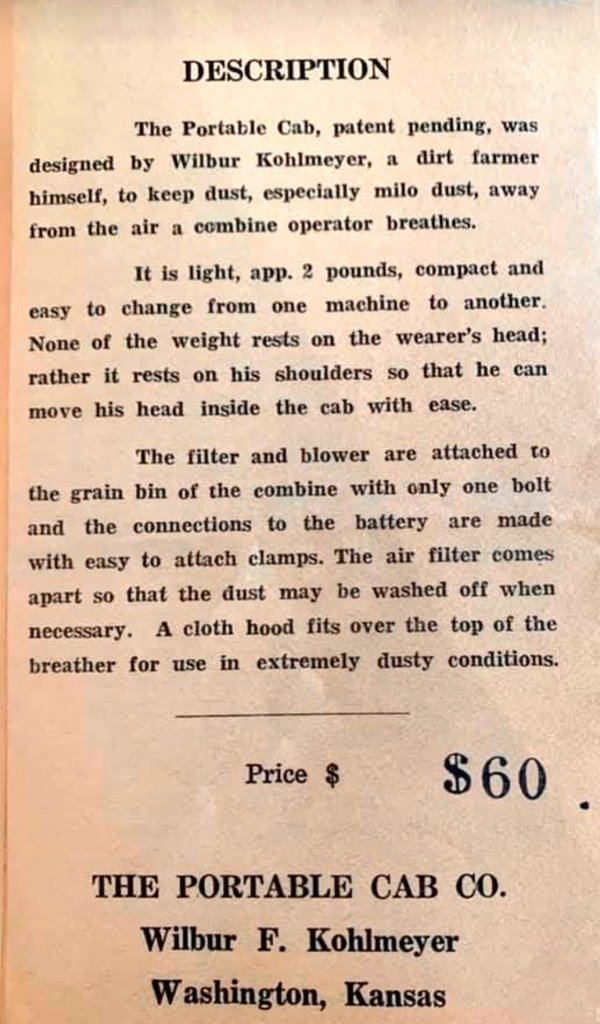 DESCRIPTION
The Portable Cab, patent pending, was
designed by Wilbur Kohlmeyer, a dirt farmer
himself, to keep dust, especially milo dust, away
from the air a combine operator breathes.
It is light, app. 2 pounds, compact and
easy to change from one machine to another.
None of the weight rests on the wearer's head;
rather it rests on his shoulders so that he can
move his head inside the cab with ease.
The filter and blower are attached to
the grain bin of the combine with only one bolt
and the connections to the battery are made
with easy to attach clamps. The air filter comes
apart so that the dust may be washed off when
necessary. A cloth hood fits over the top of the
breather for use in extremely dusty conditions.
Price $ $60.
THE PORTABLE CAB CO.
Wilbur F. Kohlmeyer
Washington, Kansas